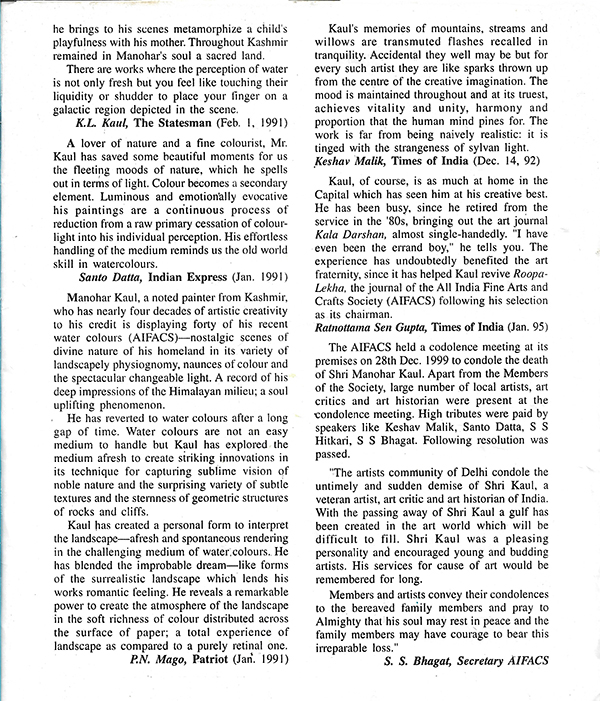 he brings to his scenes metamorphize a child's
playfulness with his mother. Throughout Kashmir
remained in Manohar's soul a sacred land.
There are works where the perception of water
is not only fresh but you feel like touching their
liquidity or shudder to place your finger on a
galactic region depicted in the scene.
K.L. Kaul, The Statesman (Feb. 1, 1991)
A lover of nature and a fine colourist, Mr.
Kaul has saved some beautiful moments for us
the fleeting moods of nature, which he spells
out in terms of light. Colour becomes a secondary
element. Luminous and emotionally evocative
his paintings are a continuous process of
reduction from a raw primary cessation of colour-
light into his individual perception. His effortless
handling of the medium reminds us the old world
skill in watercolours.
Santo Datta, Indian Express (Jan. 1991)
Manohar Kaul, a noted painter from Kashmir,
who has nearly four decades of artistic creativity
to his credit is displaying forty of his recent
water colours (AIFACS)—nostalgic scenes of
divine nature of his homeland in its variety of
landscapely physiognomy, naunces of colour and
the spectacular changeable light. A record of his
deep impressions of the Himalayan milieu; a soul
uplifting phenomenon.
He has reverted to water colours after a long
gap of time. Water colours are not an easy
medium to handle but Kaul has explored the
medium afresh to create striking innovations in
its technique for capturing sublime vision of
noble nature and the surprising variety of subtle
textures and the sternness of geometric structures
of rocks and cliffs.
Kaul has created a personal form to interpret
the landscape—afresh and spontaneous rendering
in the challenging medium of water colours. He
has blended the improbable dream—like forms
of the surrealistic landscape which lends his
works romantic feeling. He reveals a remarkable
power to create the atmosphere of the landscape
in the soft richness of colour distributed across
the surface of paper; a total experience of
landscape as compared to a purely retinal one.
P.N. Mago, Patriot (Jan. 1991)
Kaul's memories of mountains, streams and
willows are transmuted flashes recalled in
tranquility. Accidental they well may be but for
every such artist they are like sparks thrown up
from the centre of the creative imagination. The
mood is maintained throughout and at its truest,
achieves vitality and unity, harmony and
proportion that the human mind pines for. The
work is far from being naively realistic: it is
tinged with the strangeness of sylvan light.
Keshav Malik, Times of India (Dec. 14, 92)
Kaul, of course, is as much at home in the
Capital which has seen him at his creative best.
He has been busy, since he retired from the
service in the '80s, bringing out the art journal
Kala Darshan, almost single-handedly. "I have
even been the errand boy," he tells you. The
experience has undoubtedly benefited the art
fraternity, since it has helped Kaul revive Roopa-
Lekha, the journal of the All India Fine Arts and
Crafts Society (AIFACS) following his selection
as its chairman.
Ratnottama Sen Gupta, Times of India (Jan. 95)
The AIFACS held a codolence meeting at its
premises on 28th Dec. 1999 to condole the death
of Shri Manohar Kaul. Apart from the Members
of the Society, large number of local artists, art
critics and art historian were present at the
condolence meeting. High tributes were paid by
speakers like Keshav Malik, Santo Datta, S S
Hitkari, S S Bhagat. Following resolution was
passed.
"The artists community of Delhi condole the
untimely and sudden demise of Shri Kaul, a
veteran artist, art critic and art historian of India.
With the passing away of Shri Kaul a gulf has
been created in the art world which will be
difficult to fill. Shri Kaul was a pleasing
personality and encouraged young and budding
artists. His services for cause of art would be
remembered for long.
Members and artists convey their condolences
to the bereaved family members and pray to
Almighty that his soul may rest in peace and the
family members may have courage to bear this
irreparable loss."
S. S. Bhagat, Secretary AIFACS